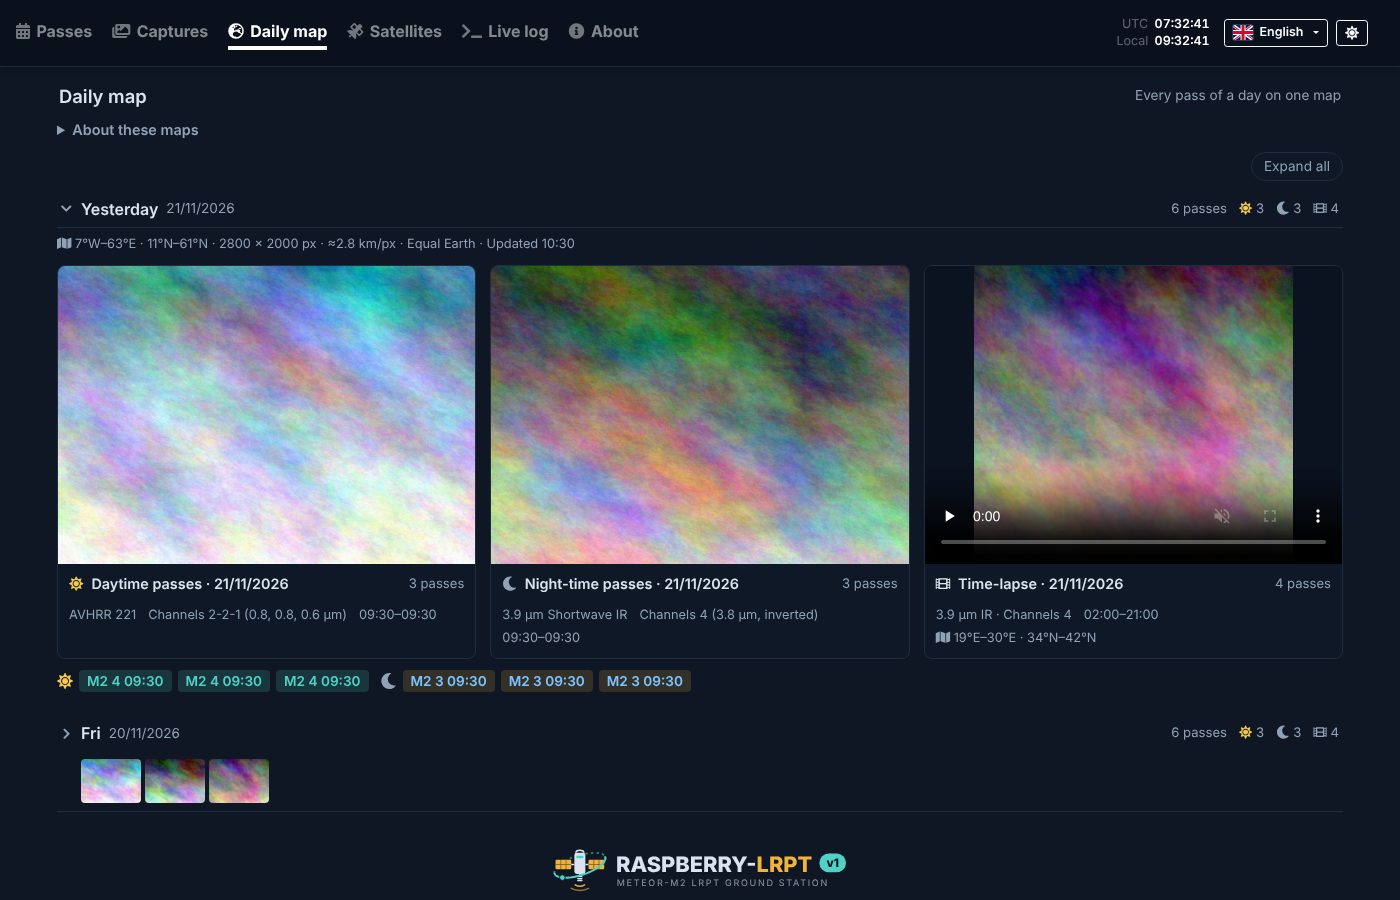 Passes Captures Daily map Satellites Live log About
UTC 07:32:41
Local 09:32:41
English
Daily map
Every pass of a day on one map
About these maps
Expand all
Yesterday 21/11/2026
6 passes 3 3 4
7°W–63°E · 11°N–61°N · 2800 × 2000 px · ≈2.8 km/px · Equal Earth · Updated 10:30
0:00
Daytime passes · 21/11/2026 3 passes
AVHRR 221 Channels 2-2-1 (0.8, 0.8, 0.6 µm) 09:30–09:30
Night-time passes · 21/11/2026 3 passes
3.9 µm Shortwave IR Channels 4 (3.8 µm, inverted)
09:30–09:30
Time-lapse · 21/11/2026 4 passes
3.9 µm IR · Channels 4 02:00–21:00
19°E–30°E · 34°N–42°N
M2 4 09:30 M2 4 09:30 M2 4 09:30 M2 3 09:30 M2 3 09:30 M2 3 09:30
Fri 20/11/2026
6 passes 3 3 4
RASPBERRY-LRPT v1
METEOR-M2 LRPT GROUND STATION